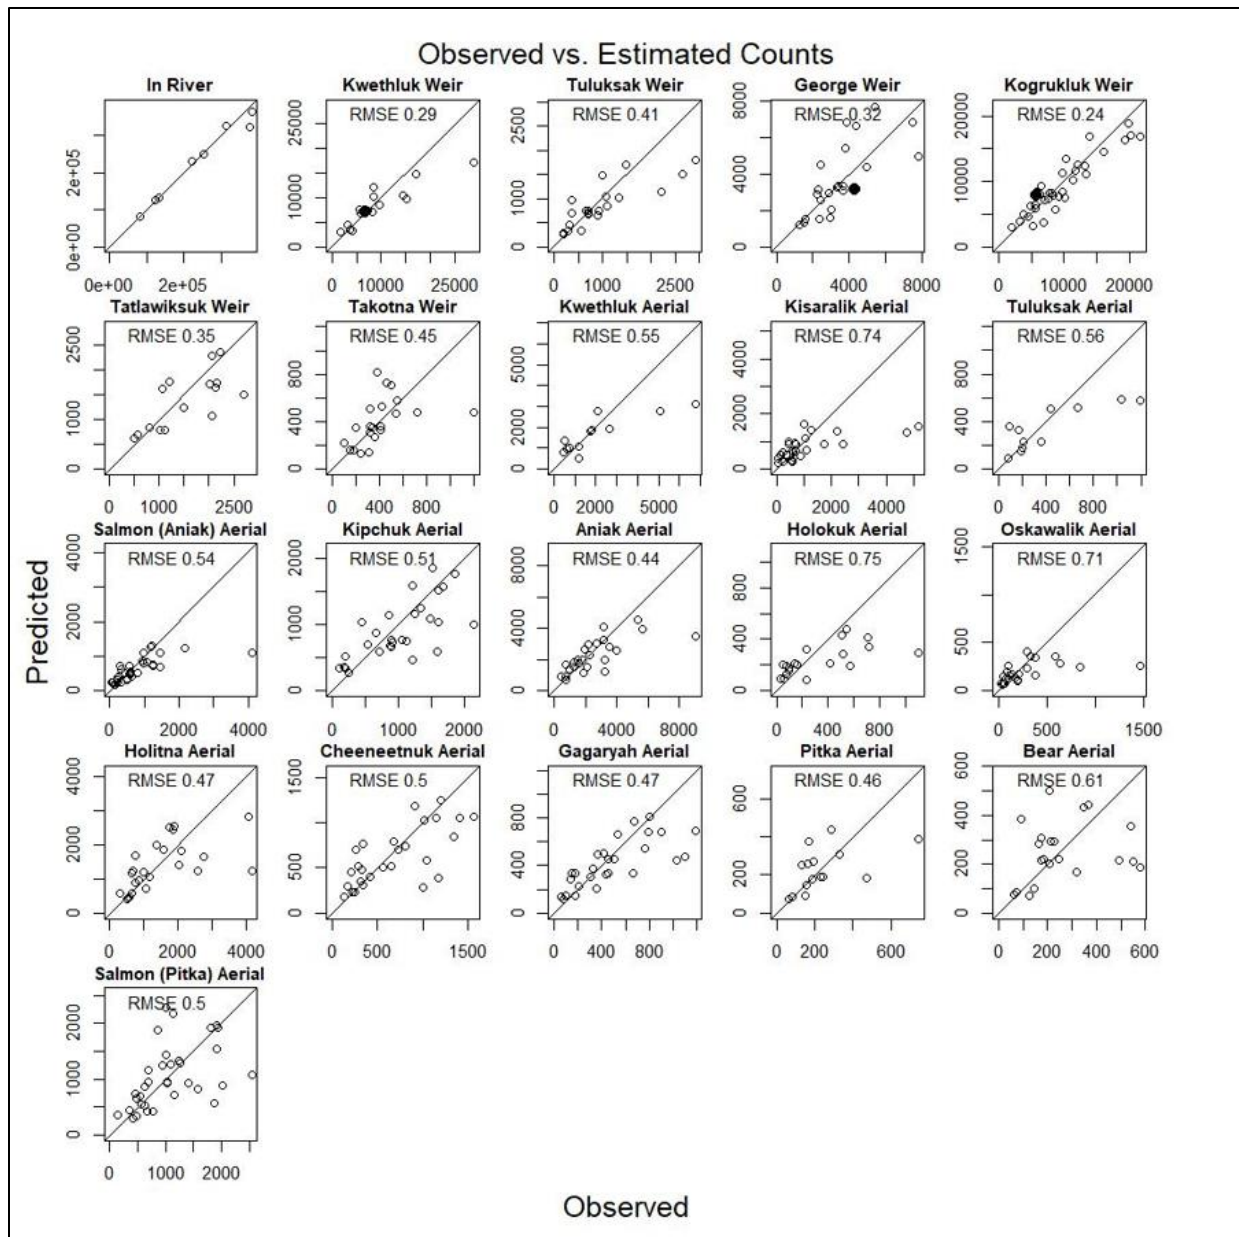 Observed vs. Estimated Counts
In River
Kwethluk Weir
Tuluksak Weir
George Weir
Kogrukluk Weir
RMSE 0.29
RMSE 0.41
RMSE 0.32
RMSE 0.24
0e+00 2e+05
0 10000 25000
0 1000 2500
0 4000 8000
0 10000 20000
0e+00 2e+05
0 10000 25000
0 1000 2500
0 4000 8000
0 10000 20000
Tatlawiksuk Weir
Takotna Weir
Kwethluk Aerial
Kisaralik Aerial
Tuluksak Aerial
RMSE 0.35
RMSE 0.45
RMSE 0.55
RMSE 0.74
RMSE 0.56
0 1000 2500
0 400 800
0 2000 5000
0 2000 4000
0 400 800
0 1000 2500
0 400 800
0 2000 5000
0 2000 4000
0 400 800
Salmon (Aniak) Aerial
Kipchuk Aerial
Aniak Aerial
Holokuk Aerial
Oskawalik Aerial
RMSE 0.54
RMSE 0.51
RMSE 0.44
RMSE 0.75
RMSE 0.71
0 2000 4000
0 1000 2000
0 4000 8000
0 400 800
0 500 1500
0 2000 4000
0 1000 2000
0 4000 8000
0 400 800
0 500 1500
Predicted
Holitna Aerial
Cheeneetnuk Aerial
Gagaryah Aerial
Pitka Aerial
Bear Aerial
RMSE 0.47
RMSE 0.5
RMSE 0.47
RMSE 0.46
RMSE 0.61
0 2000 4000
0 500 1500
0 400 800
0 200 600
0 200 400 600
0 2000 4000
0 500 1500
0 400 800
0 200 600
0 200 400 600
Salmon (Pitka) Aerial
RMSE 0.5
0 1000 2000
0 1000 2000
Observed